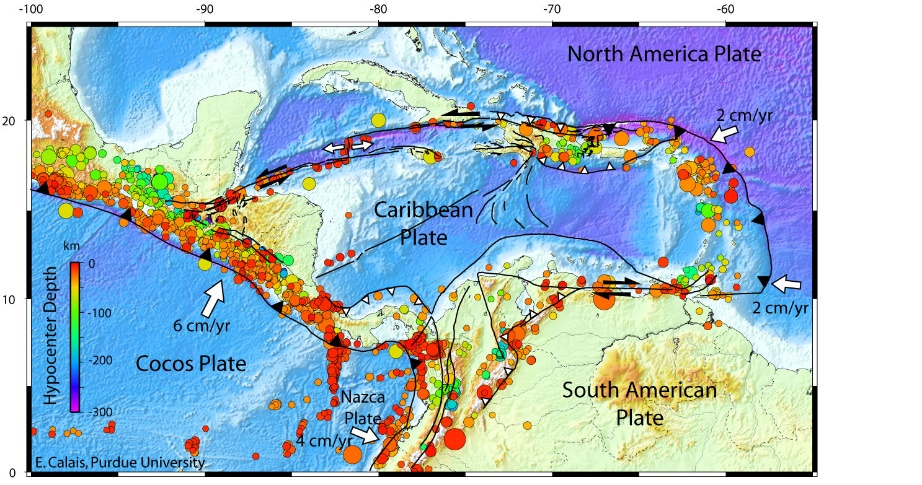 -100 -90 -80 -70 -60
North America Plate
20
2 cm/yr
Caribbean
Plate
km
0
-100
-200
-300
Hypocenter Depth
10
6 cm/yr
2 cm/yr
Cocos Plate
Nazca
Plate
4 cm/yr
South American
Plate
E. Calais, Purdue University
0